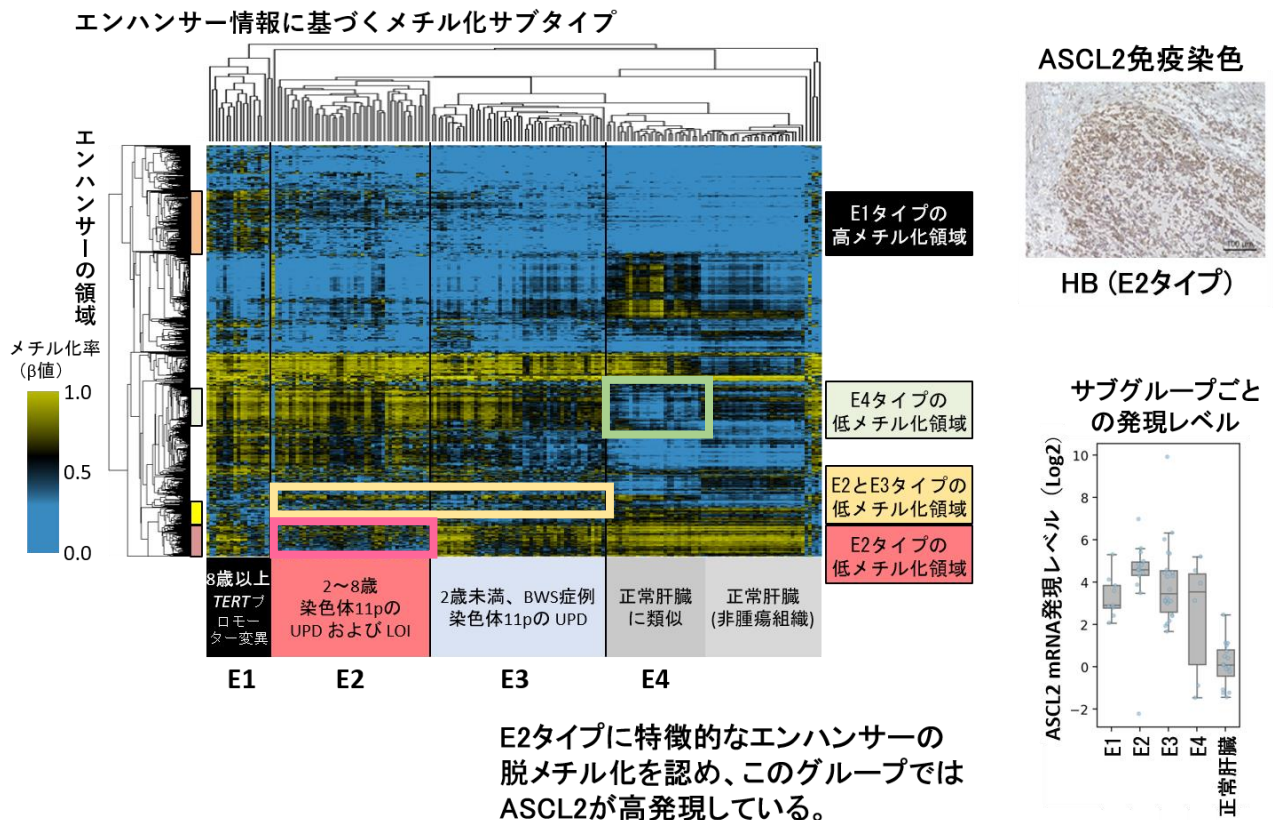 エンハンサー情報に基づくメチル化サブタイプ
エンハンサーの領域
メチル化率
(β値)
1.0
0.5
0.0
E1タイプの
高メチル化領域
E4タイプの
低メチル化領域
E2とE3タイプの
低メチル化領域
E2タイプの
低メチル化領域
8歳以上
TERTプ
ロモー
ター変異
2～8歳
染色体11pの
UPD および LOI
2歳未満、BWS症例
染色体11pの UPD
正常肝臓
に類似
正常肝臓
(非腫瘍組織)
E1
E2
E3
E4
E2タイプに特徴的なエンハンサーの
脱メチル化を認め、このグループでは
ASCL2が高発現している。
ASCL2免疫染色
100 μm
HB (E2タイプ)
サブグループごと
の発現レベル
ASCL2 mRNA発現レベル (Log2)
10
8
6
4
2
0
−2
E1
E2
E3
E4
正常肝臓